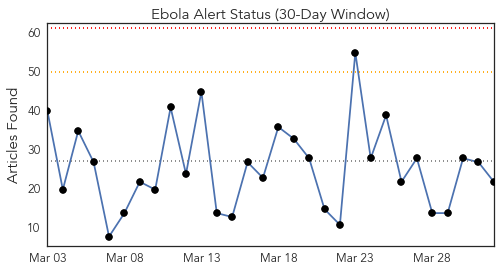 Ebola Alert Status (30-Day Window)
Articles Found
60
50
40
30
20
10
Mar 03 Mar 08 Mar 13 Mar 18 Mar 23 Mar 28